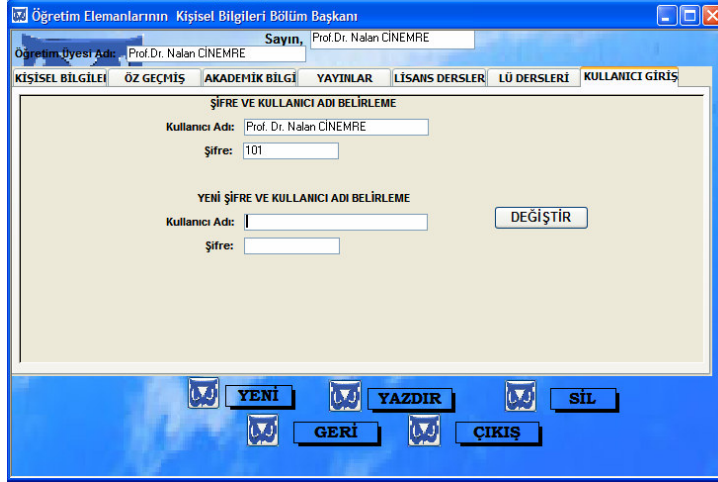 Öğretim Elemanlarının Kişisel Bilgileri Bölüm Başkanı
Sayın, Prof.Dr. Nalan CİNEMRE
Öğretim Üyesi Adı: Prof.Dr. Nalan CİNEMRE
KİŞİSEL BİLGİLEI ÖZ GEÇMİŞ AKADEMİK BİLGİ YAYINLAR LİSANS DERSLER LÜ DERSLERİ KULLANICI GİRİŞ
ŞİFRE VE KULLANICI ADI BELİRLEME
Kullanıcı Adı: Prof. Dr. Nalan CİNEMRE
Şifre: 101
YENİ ŞİFRE VE KULLANICI ADI BELİRLEME
Kullanıcı Adı: DEĞİŞTİR
Şifre:
YENİ YAZDIR SİL
GERİ ÇIKIŞ